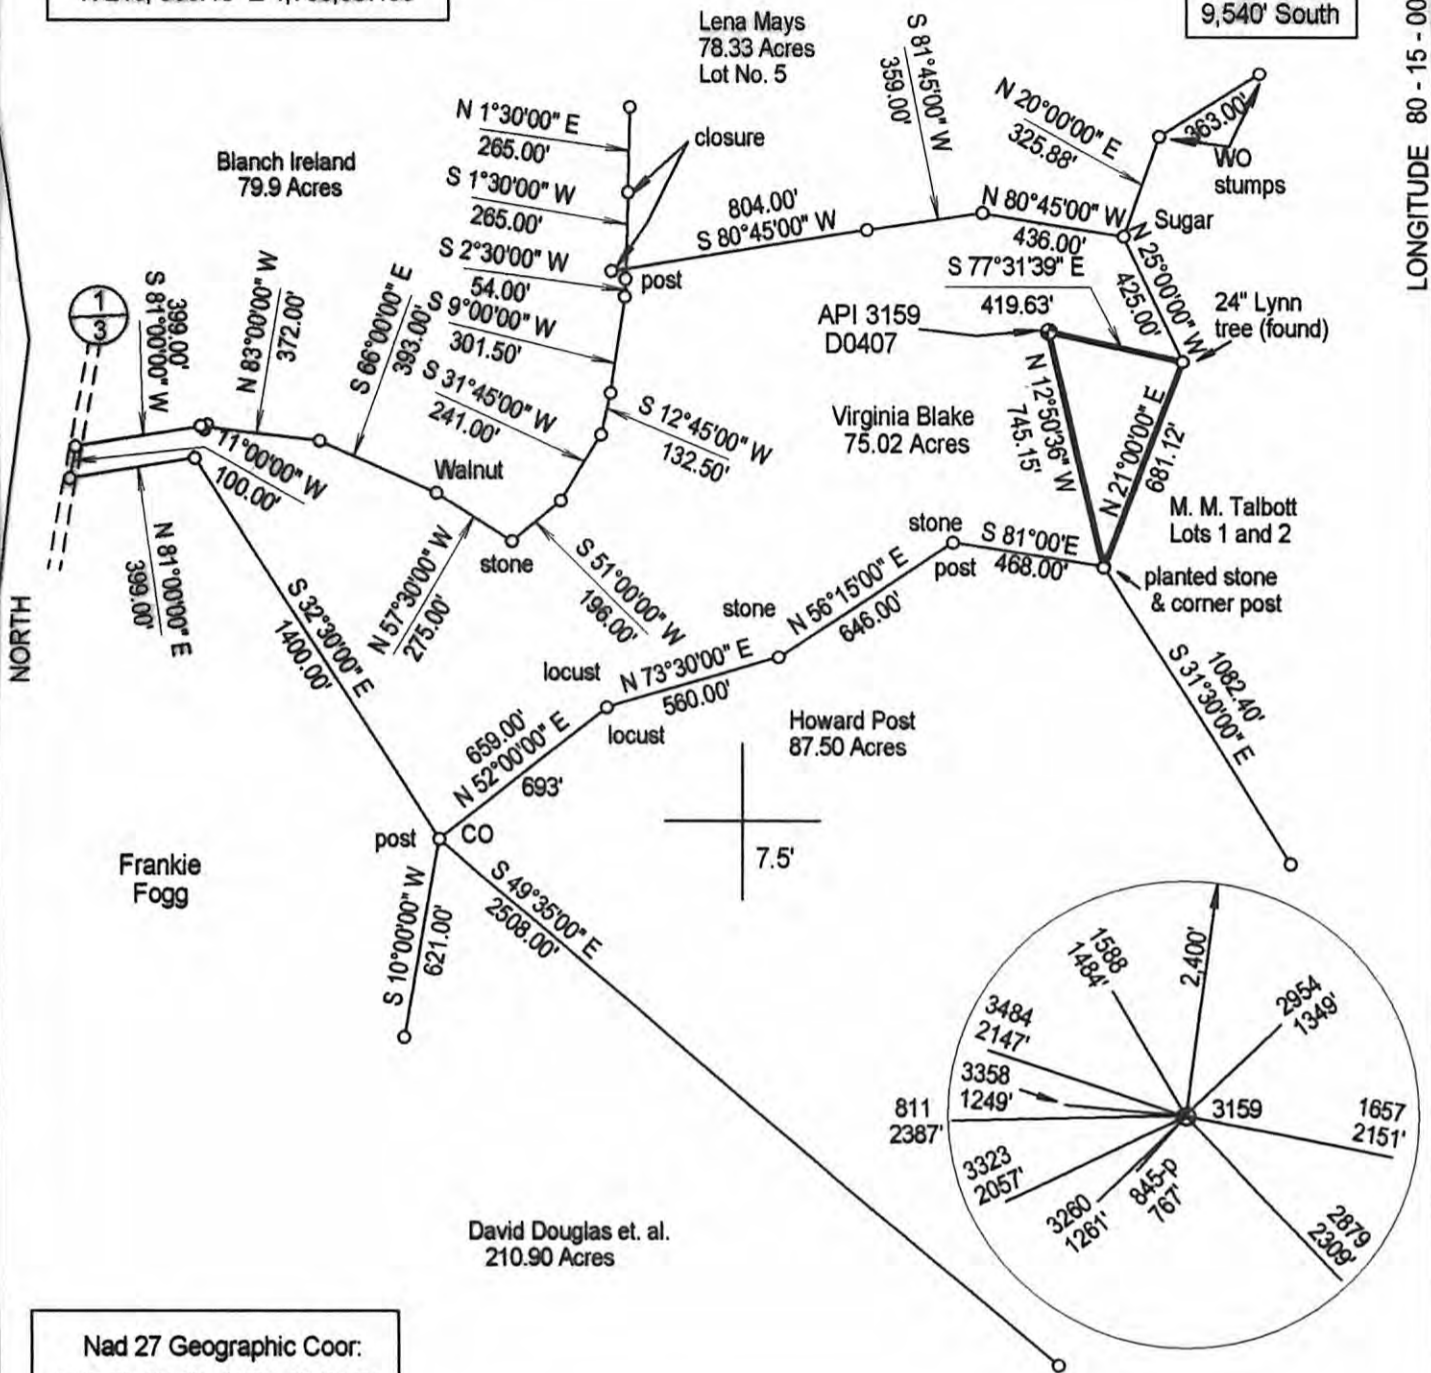 9,540' South
LONGITUDE 80 - 15 - 00
Lena Mays
78.33 Acres
Lot No. 5
S 81°45'00" W
359.00'
N 20°00'00" E
325.88'
363.00'
WO
stumps
N 1°30'00" E
265.00'
closure
Blanch Ireland
79.9 Acres
S 1°30'00" W
265.00'
804.00'
S 80°45'00" W
N 80°45'00" W
436.00'
Sugar
N 25°00'00" W
425.00'
S 2°30'00" W
54.00'
post
S 77°31'39" E
419.63'
24" Lynn
tree (found)
API 3159
D0407
1
3
S 81°00'00" W
399.00'
N 83°00'00" W
372.00'
S 66°00'00" E
393.00'
S 9°00'00" W
301.50'
S 31°45'00" W
241.00'
S 12°45'00" W
132.50'
Virginia Blake
75.02 Acres
N 12°50'36" W
745.15'
N 21°00'00" E
681.12'
M. M. Talbott
Lots 1 and 2
11°00'00" W
100.00'
Walnut
N 81°00'00" E
399.00'
N 57°30'00" W
275.00'
stone
S 51°00'00" W
196.00'
stone
post
S 81°00'E
468.00'
planted stone
& corner post
NORTH
S 32°30'00" E
1400.00'
stone
N 56°15'00" E
646.00'
locust
N 73°30'00" E
560.00'
locust
1082.40'
S 31°30'00" E
659.00'
N 52°00'00" E
693'
Howard Post
87.50 Acres
post
CO
7.5'
Frankie
Fogg
S 10°00'00" W
621.00'
S 49°35'00" E
2508.00'
2,400'
1588
1484'
2954
1349'
3484
2147'
3358
1249'
811
2387'
3159
1657
2151'
3323
2057'
3260
1261'
845-p
767'
2879
2309'
David Douglas et. al.
210.90 Acres
Nad 27 Geographic Coor: